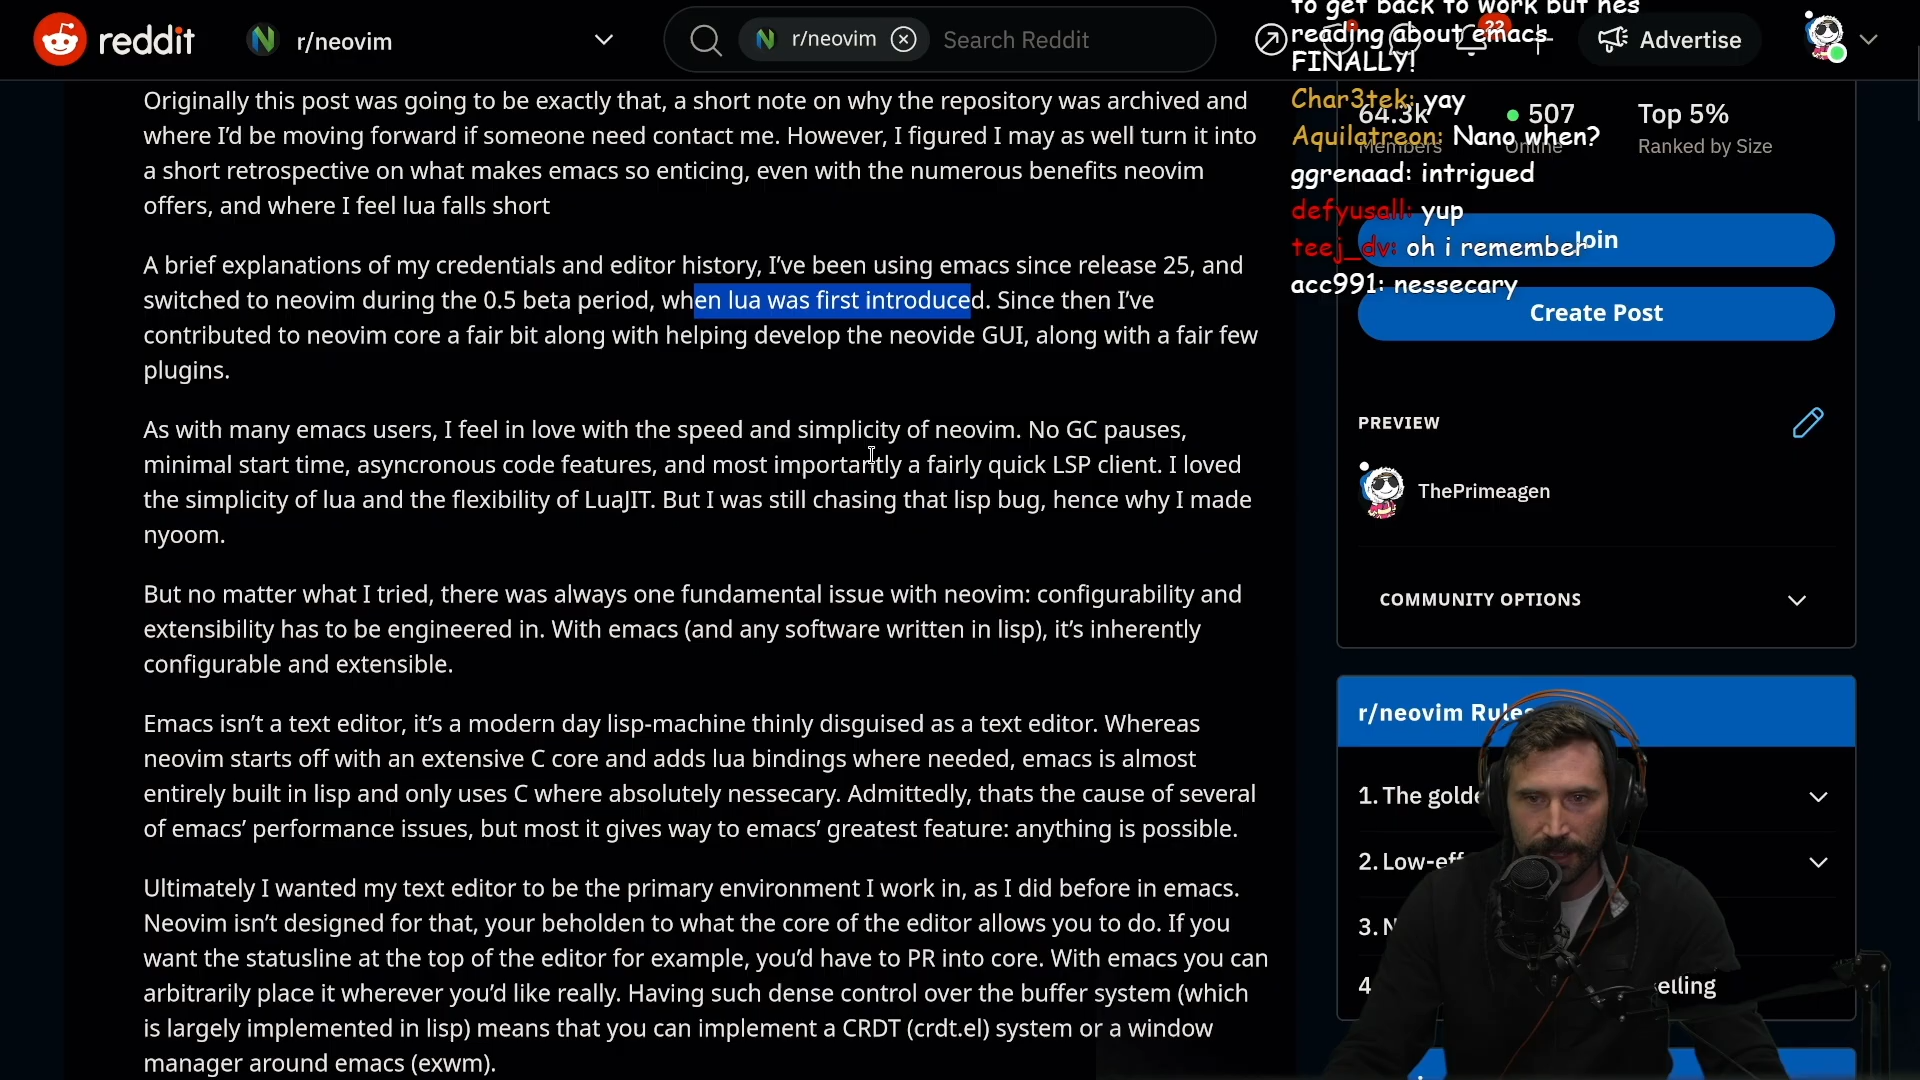 reddit
r/neovim
r/neovim
Search Reddit
22
Advertise
to get back to work but hes
reading about emacs
FINALLY!
Char3tek: yay
Aquilatreon: Nano when?
ggrenaad: intrigued
defyusall: yup
teej_dv: oh i remember
acc991: nessecary
Originally this post was going to be exactly that, a short note on why the repository was archived and
where I’d be moving forward if someone need contact me. However, I figured I may as well turn it into
a short retrospective on what makes emacs so enticing, even with the numerous benefits neovim
offers, and where I feel lua falls short
A brief explanations of my credentials and editor history, I’ve been using emacs since release 25, and
switched to neovim during the 0.5 beta period, when lua was first introduced. Since then I’ve
contributed to neovim core a fair bit along with helping develop the neovide GUI, along with a fair few
plugins.
As with many emacs users, I feel in love with the speed and simplicity of neovim. No GC pauses,
minimal start time, asyncronous code features, and most importantly a fairly quick LSP client. I loved
the simplicity of lua and the flexibility of LuaJIT. But I was still chasing that lisp bug, hence why I made
nyoom.
But no matter what I tried, there was always one fundamental issue with neovim: configurability and
extensibility has to be engineered in. With emacs (and any software written in lisp), it’s inherently
configurable and extensible.
Emacs isn’t a text editor, it’s a modern day lisp-machine thinly disguised as a text editor. Whereas
neovim starts off with an extensive C core and adds lua bindings where needed, emacs is almost
entirely built in lisp and only uses C where absolutely nessecary. Admittedly, thats the cause of several
of emacs’ performance issues, but most it gives way to emacs’ greatest feature: anything is possible.
Ultimately I wanted my text editor to be the primary environment I work in, as I did before in emacs.
Neovim isn’t designed for that, your beholden to what the core of the editor allows you to do. If you
want the statusline at the top of the editor for example, you’d have to PR into core. With emacs you can
arbitrarily place it wherever you’d like really. Having such dense control over the buffer system (which
is largely implemented in lisp) means that you can implement a CRDT (crdt.el) system or a window
manager around emacs (exwm).
64.3k
Members
507
Online
Top 5%
Ranked by Size
Join
Create Post
PREVIEW
ThePrimeagen
COMMUNITY OPTIONS
r/neovim Rules
1. The golde
2. Low-eff
3. N
4
elling